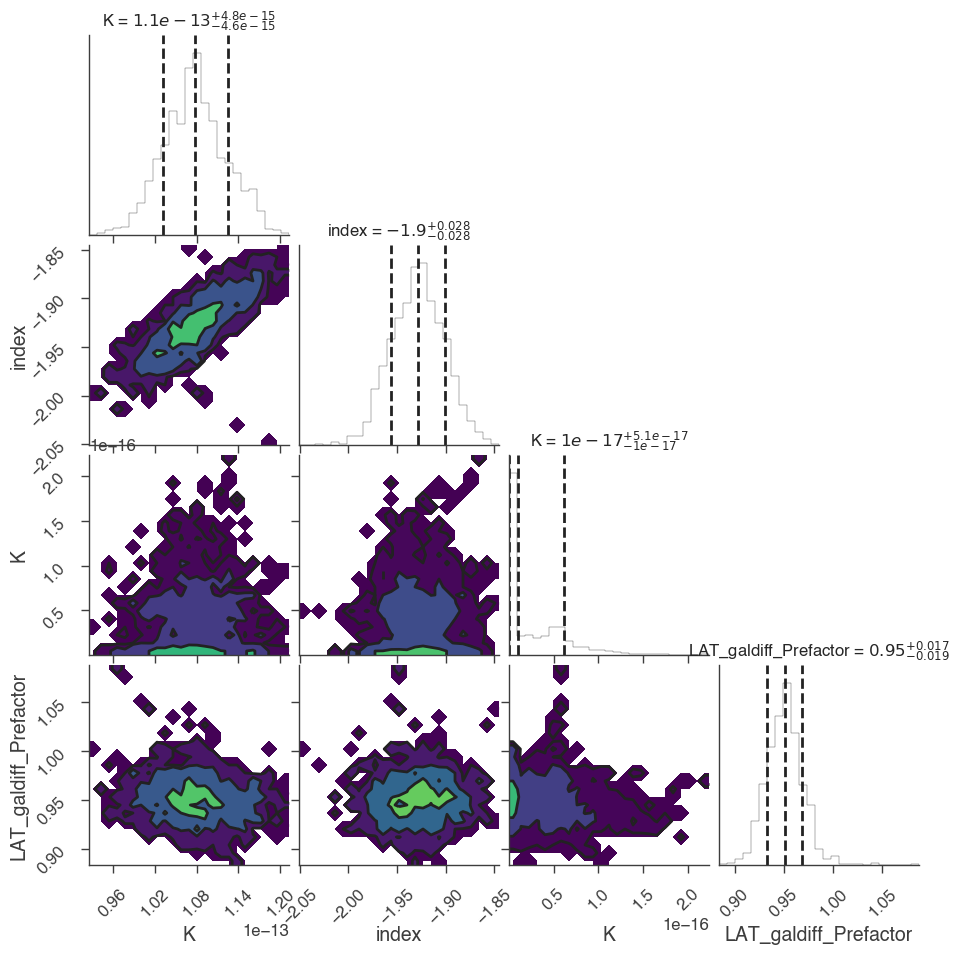 K = 1.1e−13+4.8e−15 −4.6e−15
−1.85
−1.90
−1.95
−2.00
−2.05
index
index = −1.9+0.028 −0.028
1e−16
2.0
1.5
1.0
0.5
K
K = 1e−17+5.1e−17 −1e−17
LAT_galdiff_Prefactor = 0.95+0.017 −0.019
1.05
1.00
0.95
0.90
LAT_galdiff_Prefactor
0.96 1.02 1.08 1.14 1.20 −2.05 −2.00 −1.95 −1.90 −1.85 0.5 1.0 1.5 2.0 0.90 0.95 1.00 1.05
1e−13 1e−16
K index K LAT_galdiff_Prefactor